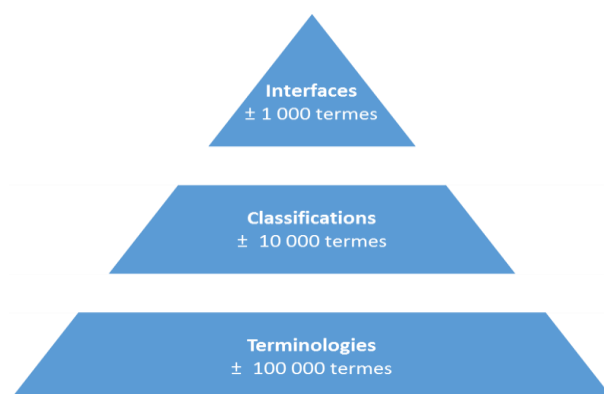 Interfaces
± 1 000 termes
Classifications
± 10 000 termes
Terminologies
± 100 000 termes